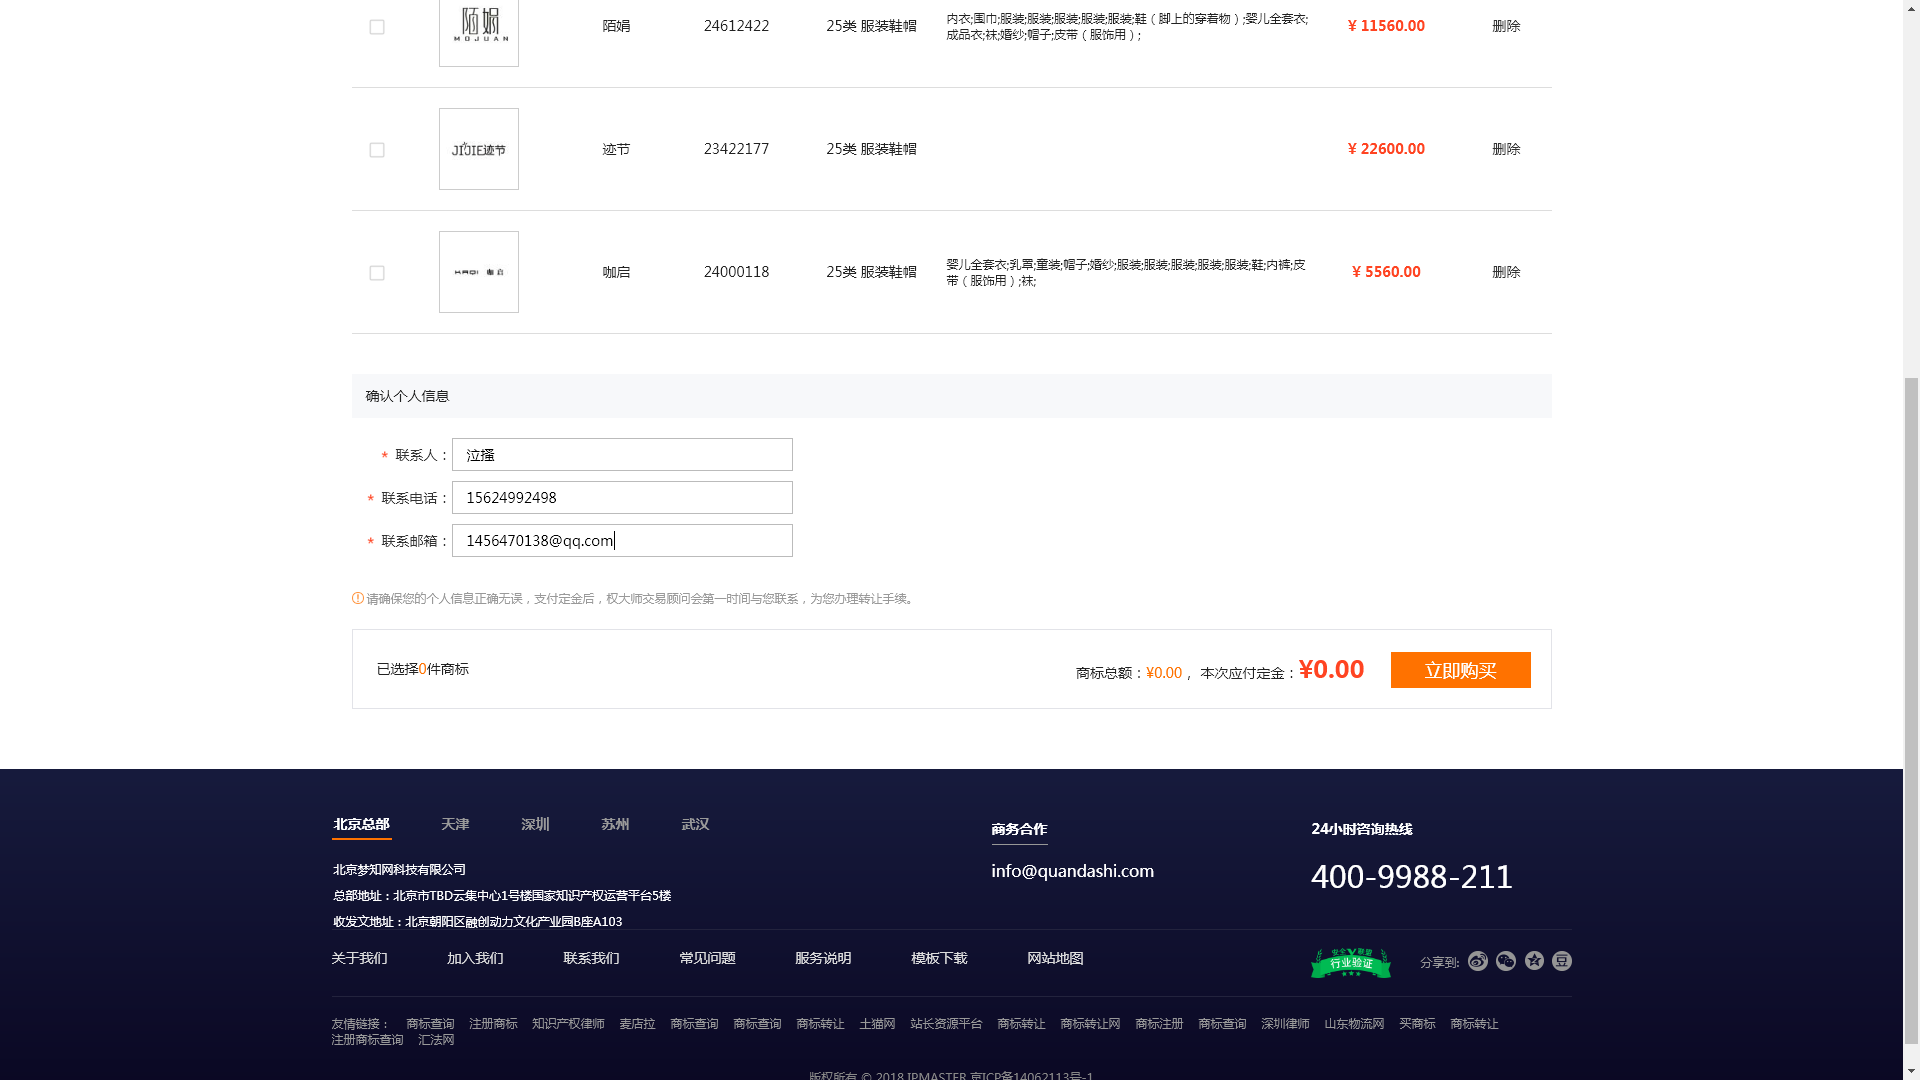 陌娟
MOJUAN
陌娟
24612422
25类 服装鞋帽
内衣;围巾;服装;服装;服装;服装;服装;鞋（脚上的穿着物）;婴儿全套衣;
成品衣;袜;婚纱;帽子;皮带（服饰用）;
¥ 11560.00
删除
JIJIE迹节
迹节
23422177
25类 服装鞋帽
¥ 22600.00
删除
KAQI 咖启
咖启
24000118
25类 服装鞋帽
婴儿全套衣;乳罩;童装;帽子;婚纱;服装;服装;服装;服装;服装;鞋;内裤;皮
带（服饰用）;袜;
¥ 5560.00
删除
确认个人信息
* 联系人：泣搔
* 联系电话：15624992498
* 联系邮箱：1456470138@qq.com
请确保您的个人信息正确无误，支付定金后，权大师交易顾问会第一时间与您联系，为您办理转让手续。
已选择0件商标
商标总额：¥0.00， 本次应付定金：¥0.00
立即购买
北京总部 天津 深圳 苏州 武汉
北京梦知网科技有限公司
总部地址：北京市TBD云集中心1号楼国家知识产权运营平台5楼
收发文地址：北京朝阳区融创动力文化产业园B座A103
商务合作
info@quandashi.com
24小时咨询热线
400-9988-211
关于我们 加入我们 联系我们 常见问题 服务说明 模板下载 网站地图
安全联盟
行业验证
分享到:
豆
友情链接： 商标查询 注册商标 知识产权律师 麦店拉 商标查询 商标查询 商标转让 土猫网 站长资源平台 商标转让 商标转让网 商标注册 商标查询 深圳律师 山东物流网 买商标 商标转让
注册商标查询 汇法网
版权所有 © 2018 IPMASTER 京ICP备14062113号-1